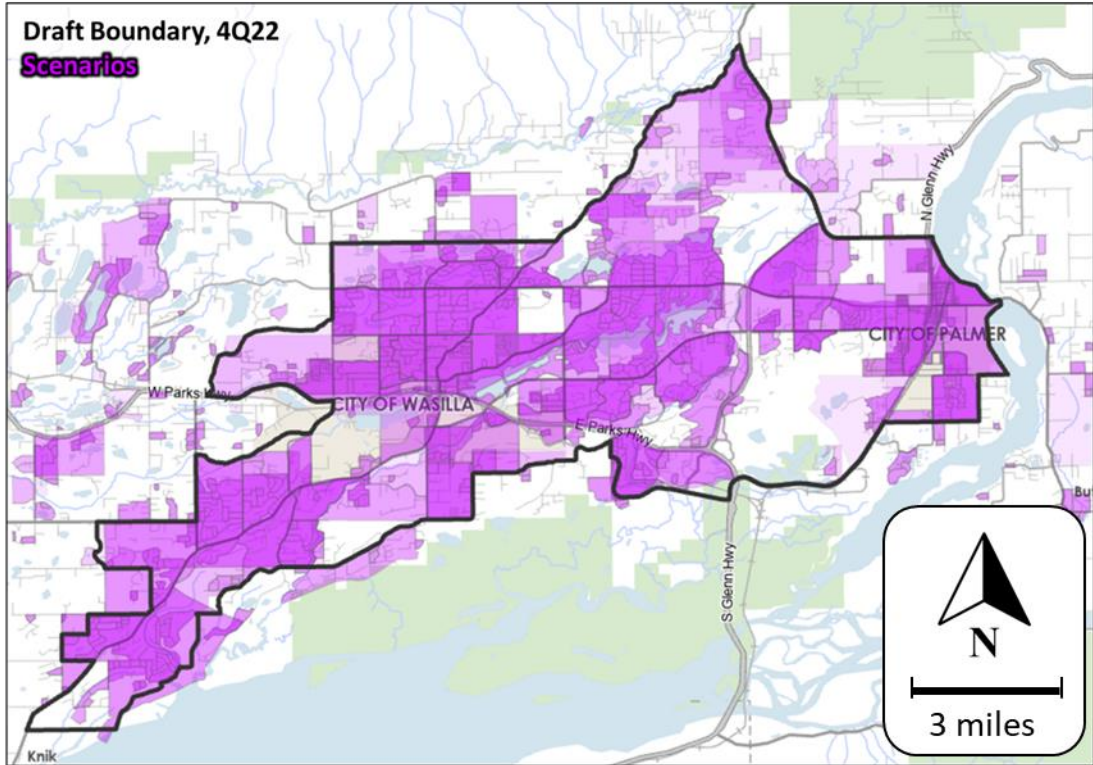 Draft Boundary, 4Q22
Scenarios
N Glenn Hwy
CITY OF PALMER
W Parks Hwy
CITY OF WASILLA
E Parks Hwy
But
S Glenn Hwy
N
3 miles
Knik